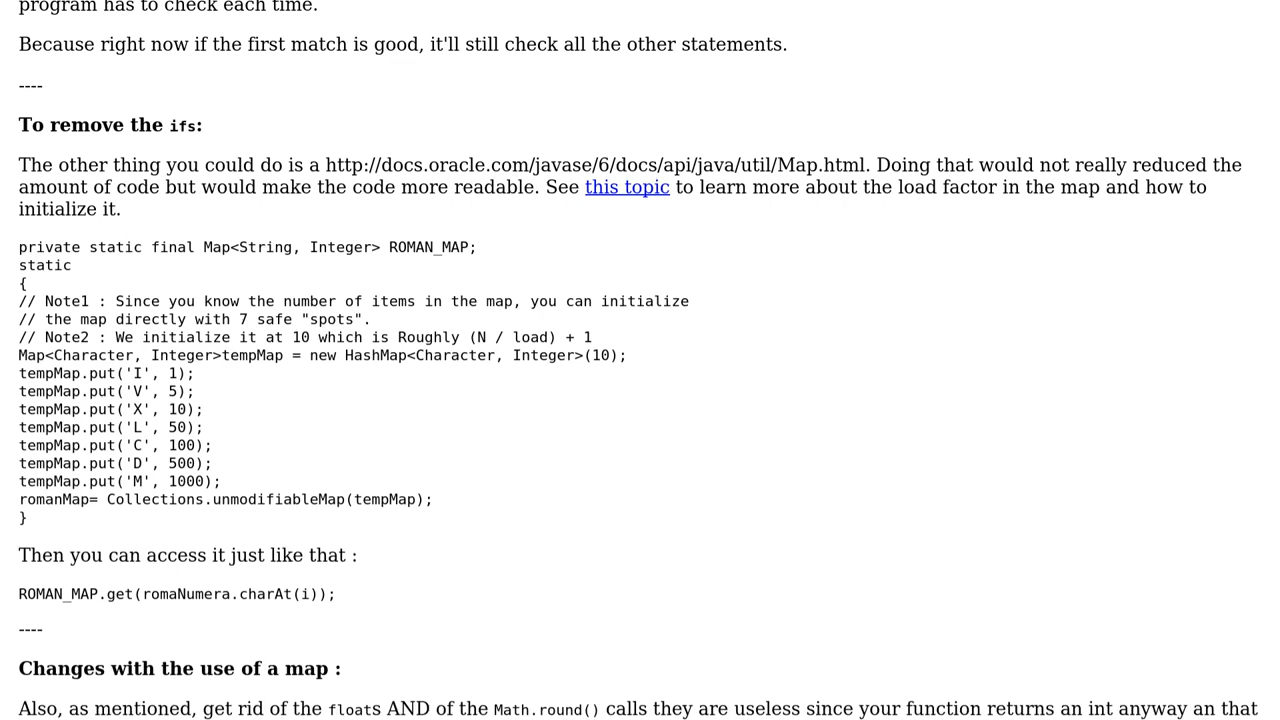 program has to check each time.
Because right now if the first match is good, it'll still check all the other statements.
----
To remove the ifs:
The other thing you could do is a http://docs.oracle.com/javase/6/docs/api/java/util/Map.html. Doing that would not really reduced the
amount of code but would make the code more readable. See this topic to learn more about the load factor in the map and how to
initialize it.
private static final Map<String, Integer> ROMAN_MAP;
static
{
// Note1 : Since you know the number of items in the map, you can initialize
// the map directly with 7 safe "spots".
// Note2 : We initialize it at 10 which is Roughly (N / load) + 1
Map<Character, Integer>tempMap = new HashMap<Character, Integer>(10);
tempMap.put('I', 1);
tempMap.put('V', 5);
tempMap.put('X', 10);
tempMap.put('L', 50);
tempMap.put('C', 100);
tempMap.put('D', 500);
tempMap.put('M', 1000);
romanMap= Collections.unmodifiableMap(tempMap);
}
Then you can access it just like that :
ROMAN_MAP.get(romaNumera.charAt(i));
----
Changes with the use of a map :
Also, as mentioned, get rid of the floats AND of the Math.round() calls they are useless since your function returns an int anyway an that